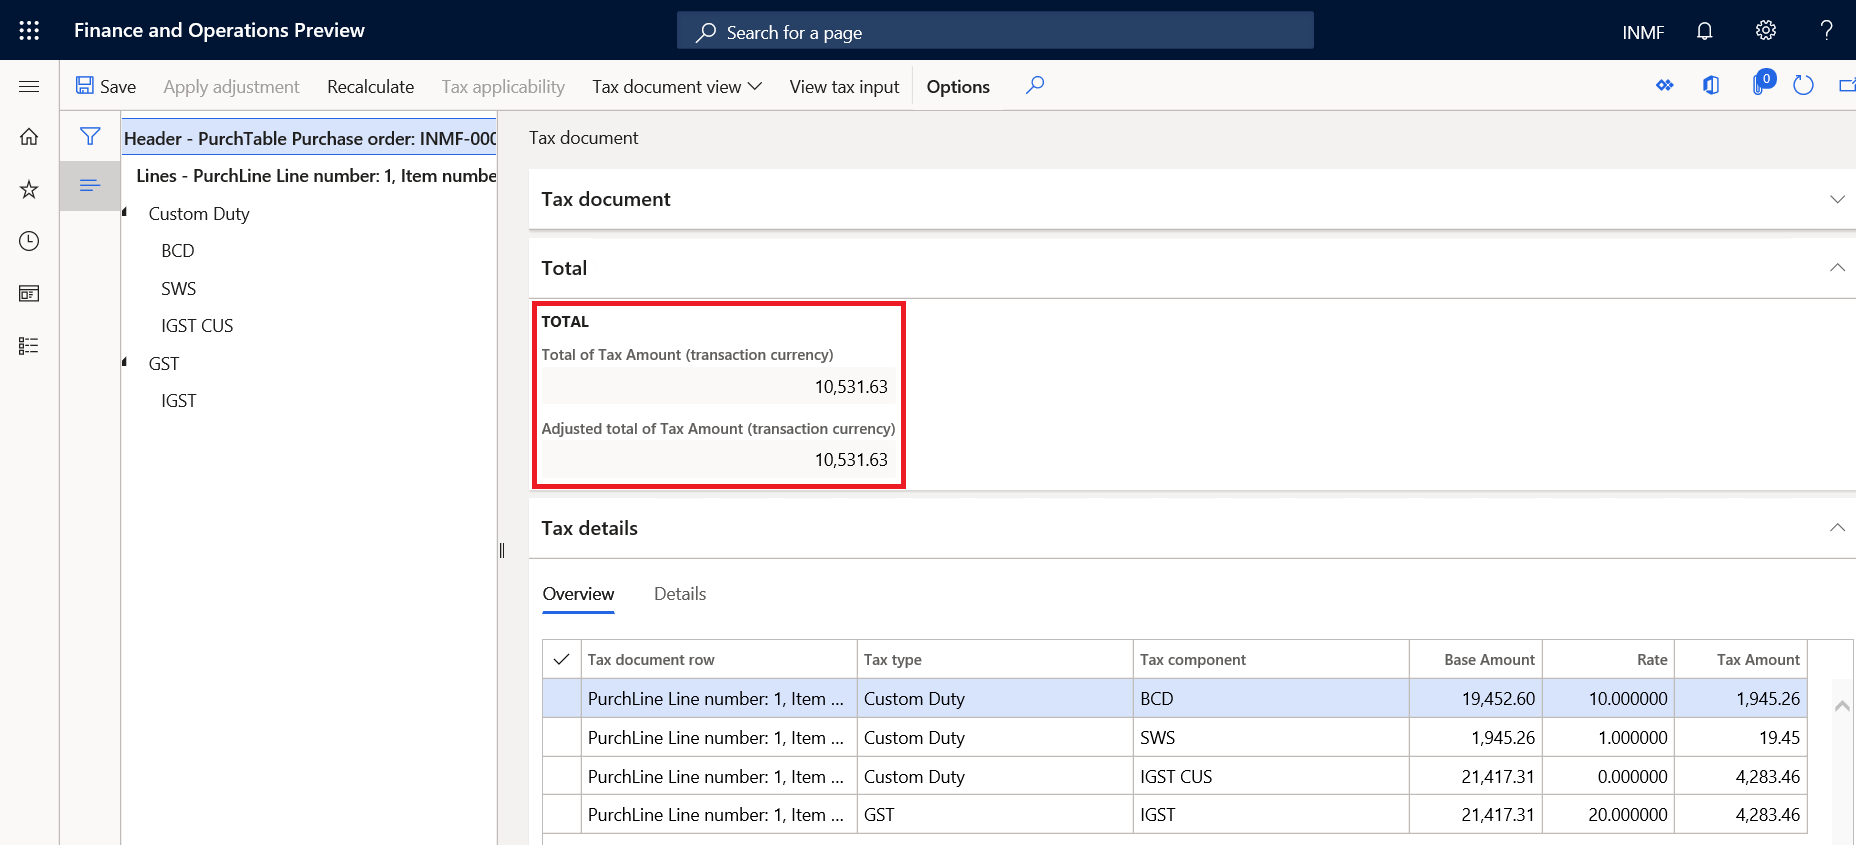 Finance and Operations Preview
Search for a page
INMF
?
Save
Apply adjustment
Recalculate
Tax applicability
Tax document view
View tax input
Options
0
Header - PurchTable Purchase order: INMF-000
Lines - PurchLine Line number: 1, Item numbe
Custom Duty
BCD
SWS
IGST CUS
GST
IGST
Tax document
Tax document
Total
TOTAL
Total of Tax Amount (transaction currency)
10,531.63
Adjusted total of Tax Amount (transaction currency)
10,531.63
Tax details
Overview Details
Tax document row Tax type Tax component Base Amount Rate Tax Amount
PurchLine Line number: 1, Item ... Custom Duty BCD 19,452.60 10.000000 1,945.26
PurchLine Line number: 1, Item ... Custom Duty SWS 1,945.26 1.000000 19.45
PurchLine Line number: 1, Item ... Custom Duty IGST CUS 21,417.31 0.000000 4,283.46
PurchLine Line number: 1, Item ... GST IGST 21,417.31 20.000000 4,283.46